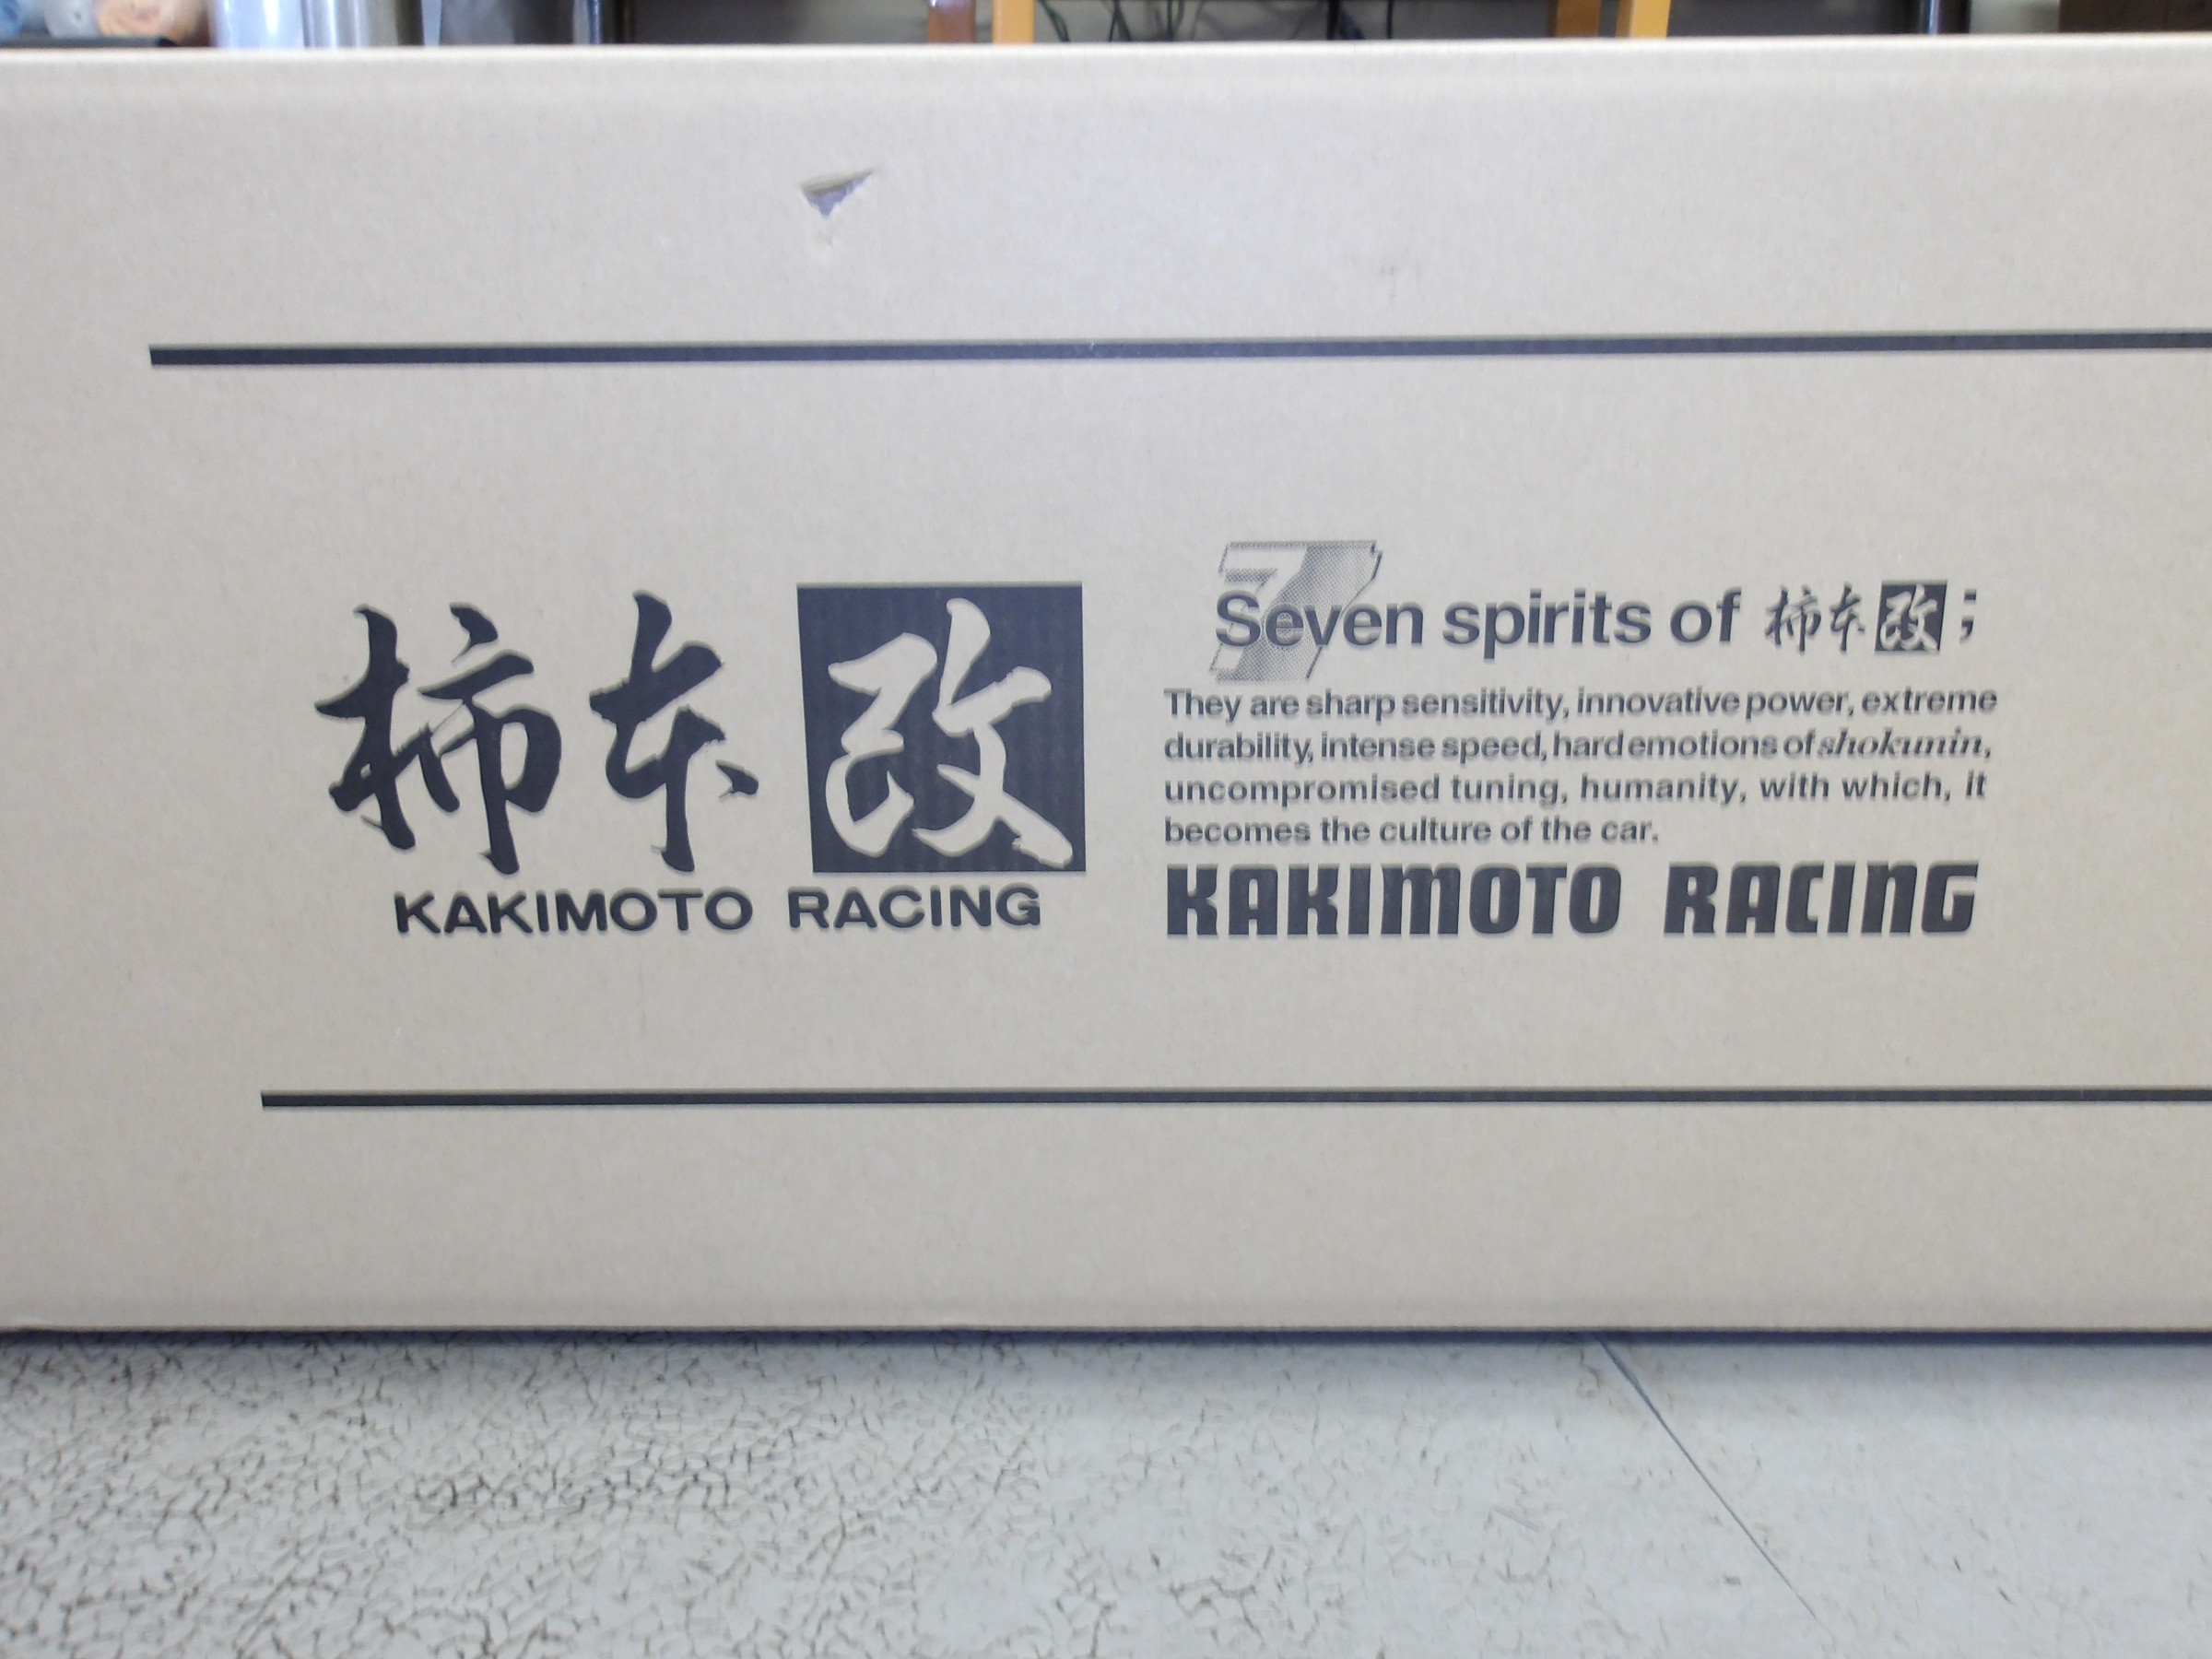 柿本改
KAKIMOTO RACING
7
Seven spirits of 柿本改;
They are sharp sensitivity, innovative power, extreme
durability, intense speed, hard emotions of shokunin,
uncompromised tuning, humanity, with which, it
becomes the culture of the car.
KAKIMOTO RACING